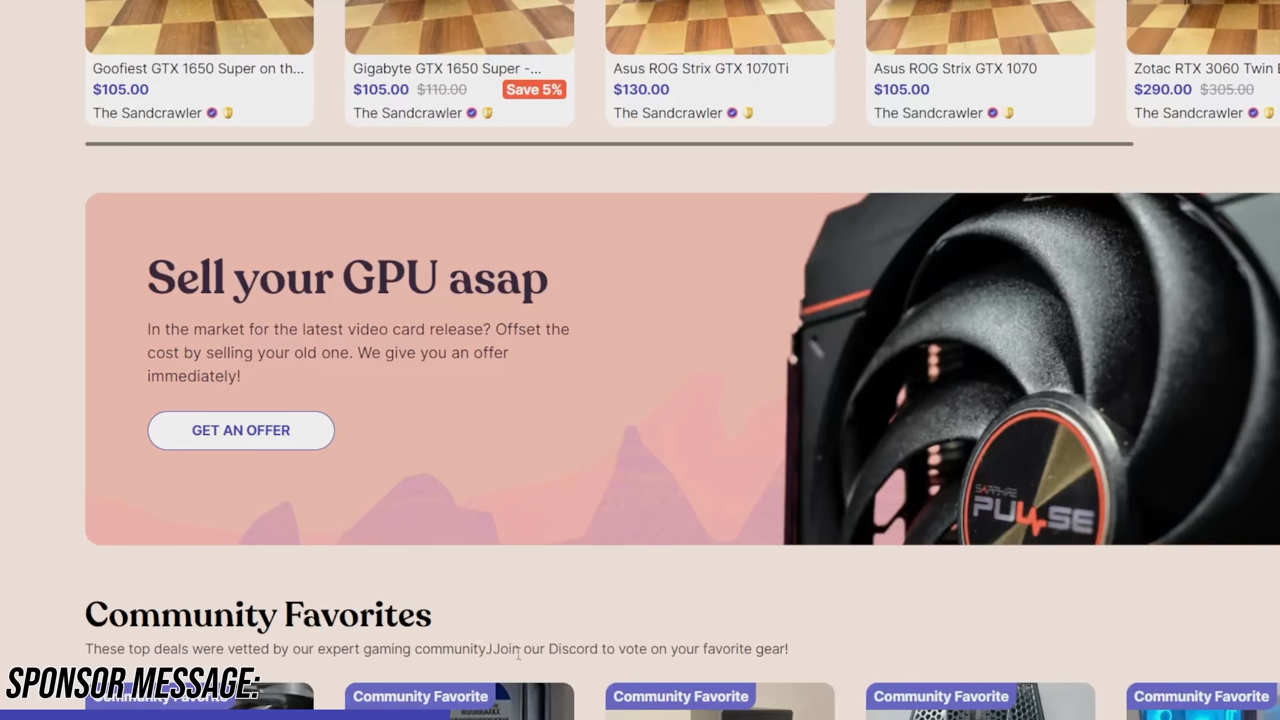 Goofiest GTX 1650 Super on th...
$105.00
The Sandcrawler
Gigabyte GTX 1650 Super -...
$105.00 $110.00 Save 5%
The Sandcrawler
Asus ROG Strix GTX 1070Ti
$130.00
The Sandcrawler
Asus ROG Strix GTX 1070
$105.00
The Sandcrawler
Zotac RTX 3060 Twin E
$290.00 $305.00
The Sandcrawler
Sell your GPU asap
In the market for the latest video card release? Offset the
cost by selling your old one. We give you an offer
immediately!
GET AN OFFER
SAPPHIRE
PULSE
Community Favorites
These top deals were vetted by our expert gaming communityJJoin our Discord to vote on your favorite gear!
SPONSOR MESSAGE:
Community Favorite
Community Favorite
Community Favorite
Community Favorite
Community Favorite